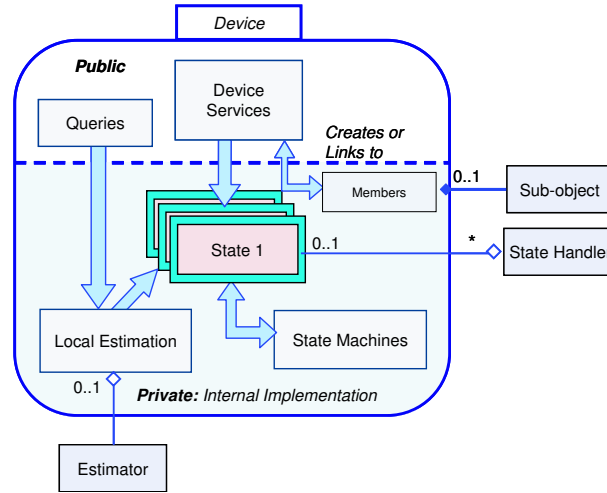 Device
Public
Device
Services
Queries
Creates or
Links to
Members
0..1
Sub-object
State 1
0..1
*
State Handler
Local Estimation
State Machines
0..1
Private: Internal Implementation
Estimator